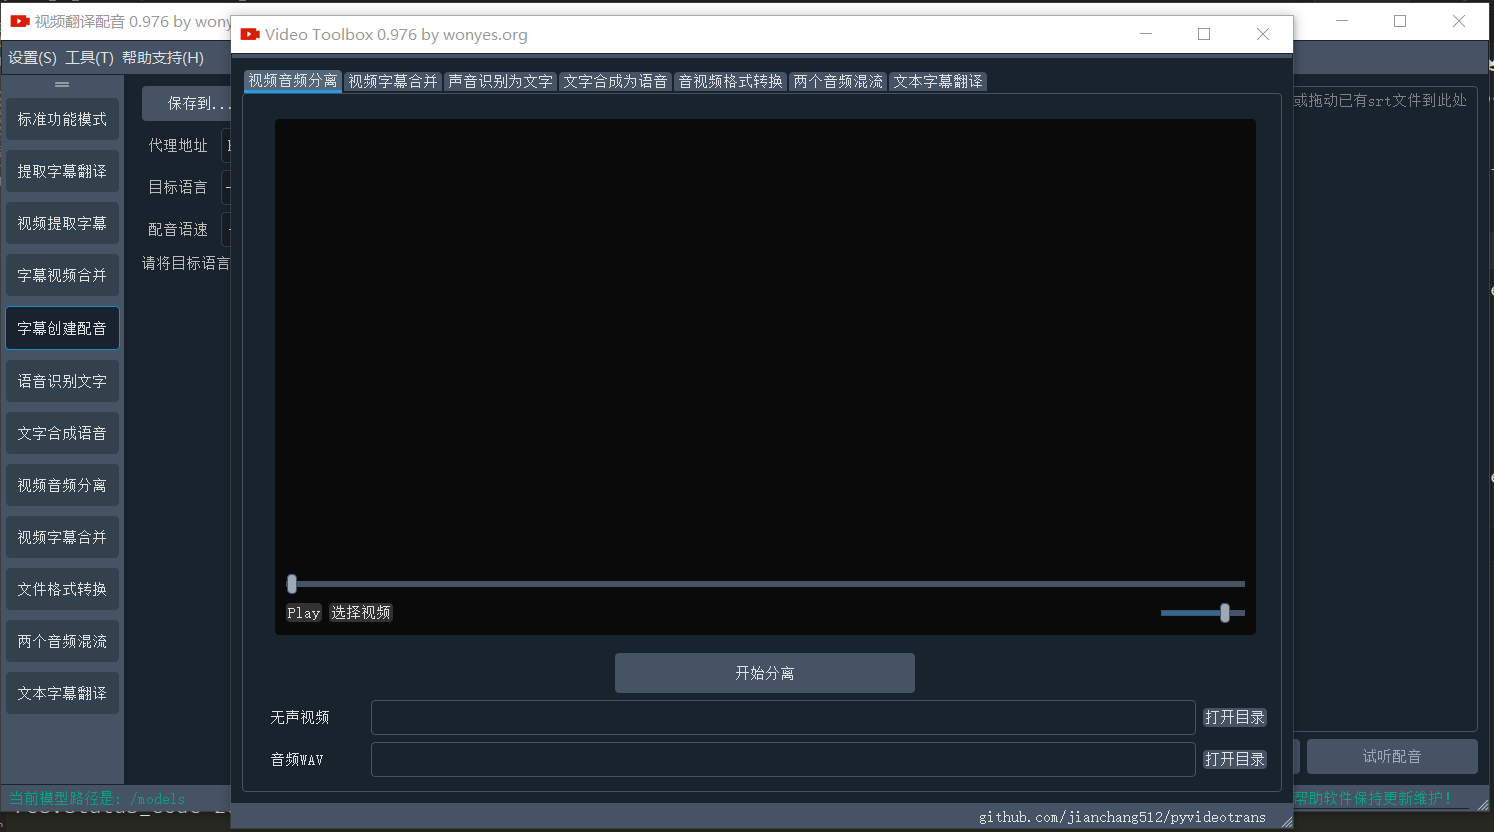 视频翻译配音 0.976 by wony
设置(S) 工具(T) 帮助支持(H)
标准功能模式
提取字幕翻译
视频提取字幕
字幕视频合并
字幕创建配音
语音识别文字
文字合成语音
视频音频分离
视频字幕合并
文件格式转换
两个音频混流
文本字幕翻译
保存到...
代理地址
目标语言
配音语速
请将目标语言
Video Toolbox 0.976 by wonyes.org
视频音频分离 视频字幕合并 声音识别为文字 文字合成为语音 音视频格式转换 两个音频混流 文本字幕翻译
Play 选择视频
开始分离
无声视频 打开目录
音频WAV 打开目录
github.com/jianchang512/pyvideotrans
或拖动已有srt文件到此处
试听配音
当前模型路径是: /models
帮助软件保持更新维护!